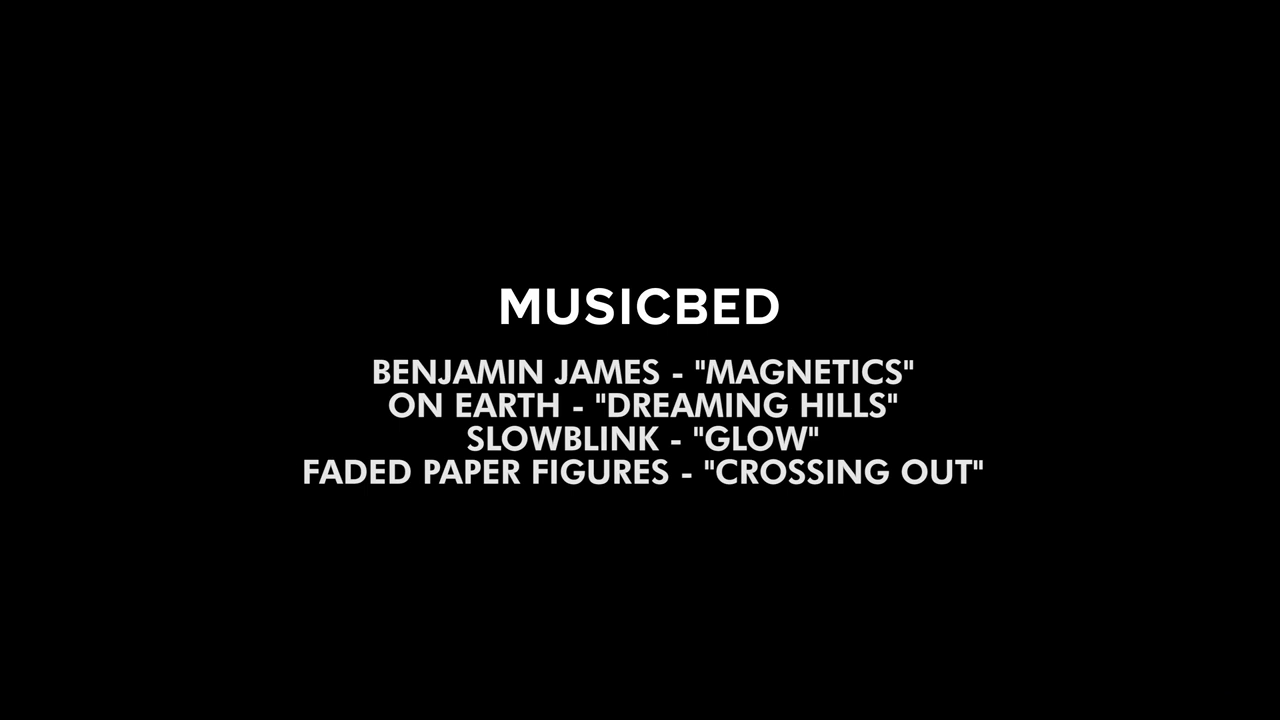 MUSICBED
BENJAMIN JAMES - "MAGNETICS"
ON EARTH - "DREAMING HILLS"
SLOWBLINK - "GLOW"
FADED PAPER FIGURES - "CROSSING OUT"